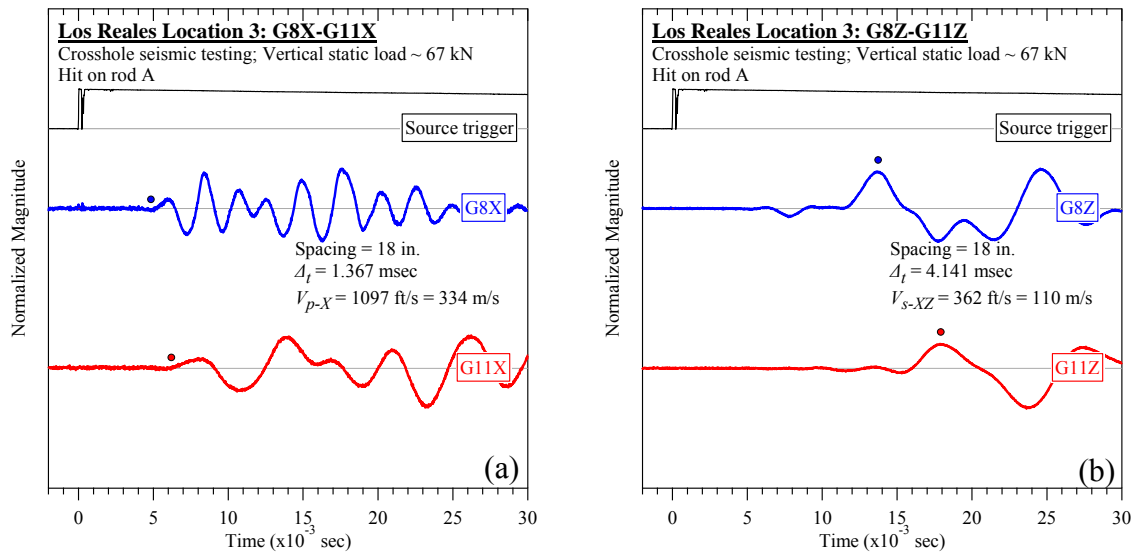 Los Reales Location 3: G8X-G11X
Crosshole seismic testing; Vertical static load ~ 67 kN
Hit on rod A
Source trigger
G8X
Spacing = 18 in.
Δt = 1.367 msec
Vp-X = 1097 ft/s = 334 m/s
G11X
(a)
Normalized Magnitude
0 5 10 15 20 25 30
Time (x10-3 sec)
Los Reales Location 3: G8Z-G11Z
Crosshole seismic testing; Vertical static load ~ 67 kN
Hit on rod A
Source trigger
G8Z
Spacing = 18 in.
Δt = 4.141 msec
Vs-XZ = 362 ft/s = 110 m/s
G11Z
(b)
Normalized Magnitude
0 5 10 15 20 25 30
Time (x10-3 sec)